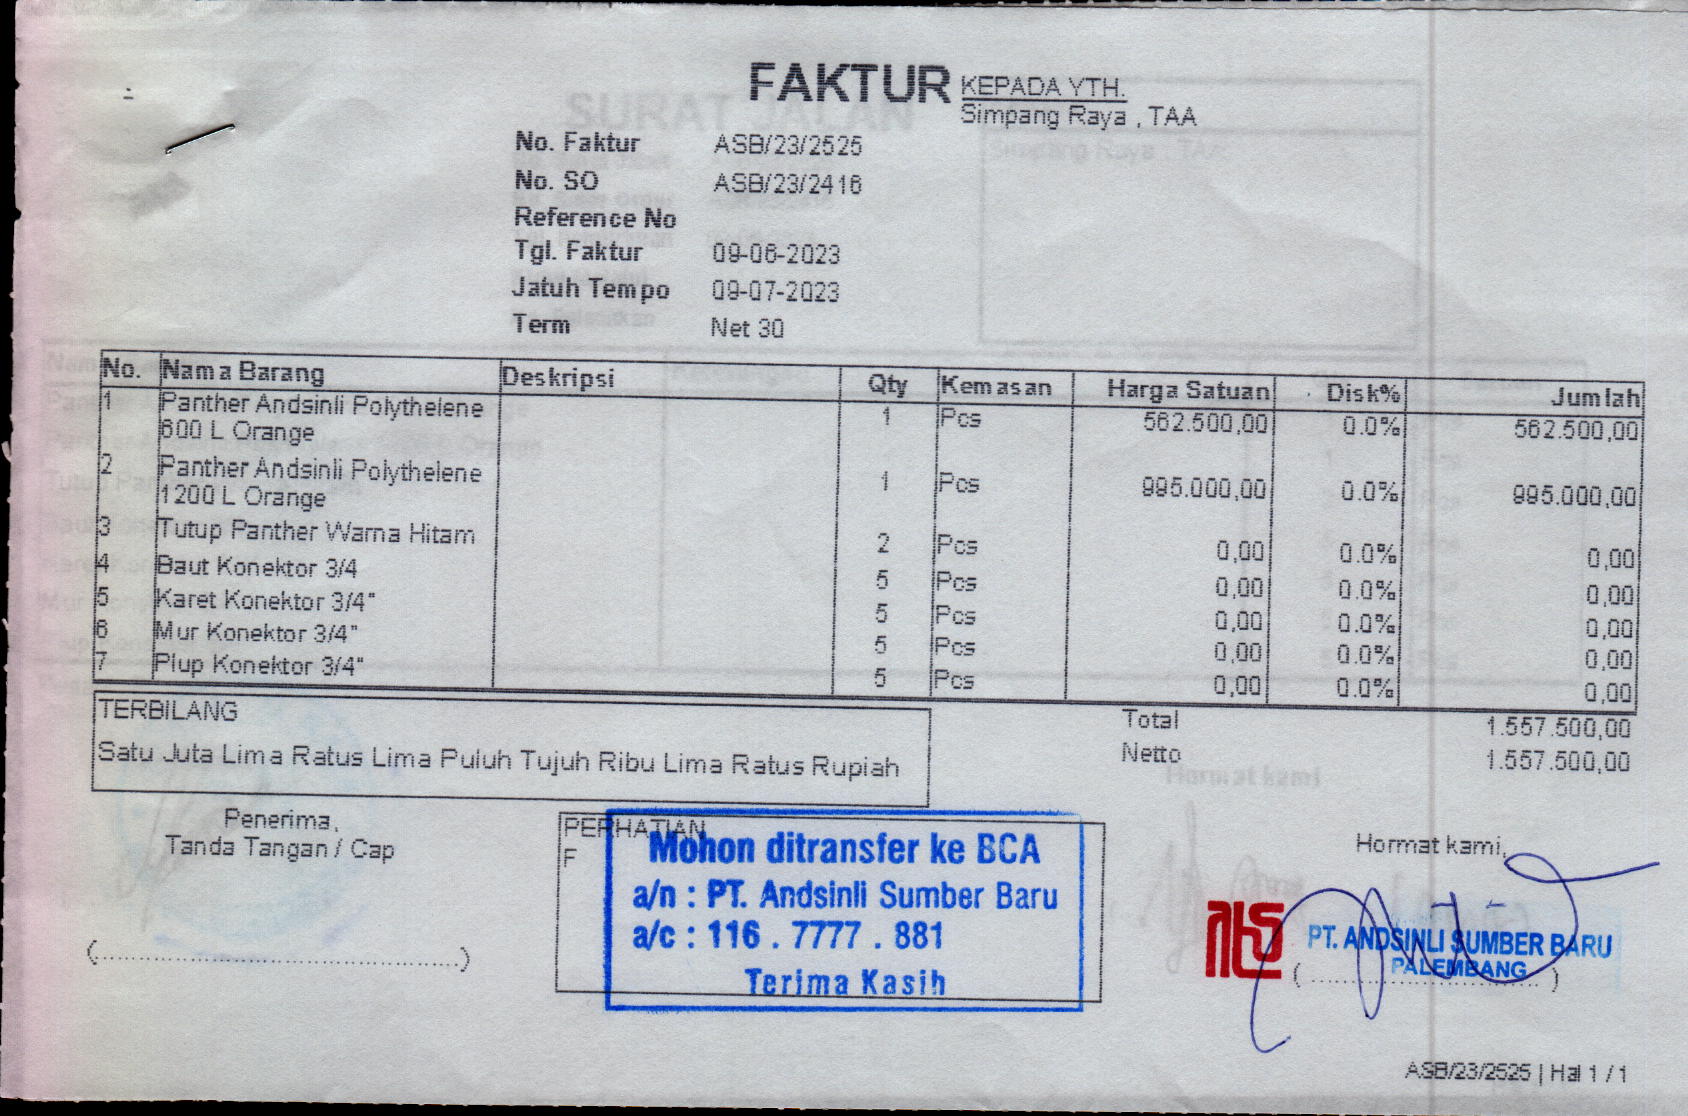 FAKTUR
KEPADA YTH.
Simpang Raya , TAA
No. Faktur ASB/23/2525
No. SO ASB/23/2416
Reference No
Tgl. Faktur 09-06-2023
Jatuh Tempo 09-07-2023
Term Net 30
No. Nama Barang Deskripsi Qty Kemasan Harga Satuan Disk% Jumlah
1 Panther Andsinli Polythelene 1 Pcs 562.500,00 0.0% 562.500,00
600 L Orange
2 Panther Andsinli Polythelene 1 Pcs 995.000,00 0.0% 995.000,00
1200 L Orange
3 Tutup Panther Warna Hitam 2 Pcs 0,00 0.0% 0,00
4 Baut Konektor 3/4 5 Pcs 0,00 0.0% 0,00
5 Karet Konektor 3/4" 5 Pcs 0,00 0.0% 0,00
6 Mur Konektor 3/4" 5 Pcs 0,00 0.0% 0,00
7 Plup Konektor 3/4" 5 Pcs 0,00 0.0% 0,00
TERBILANG
Satu Juta Lima Ratus Lima Puluh Tujuh Ribu Lima Ratus Rupiah
Total 1.557.500,00
Netto 1.557.500,00
Penerima,
Tanda Tangan / Cap
PERHATIAN
F
Mohon ditransfer ke BCA
a/n : PT. Andsinli Sumber Baru
a/c : 116 . 7777 . 881
Terima Kasih
Hormat kami,
PT. ANDSINLI SUMBER BARU
PALEMBANG
ASB/23/2525 | Hal 1 / 1